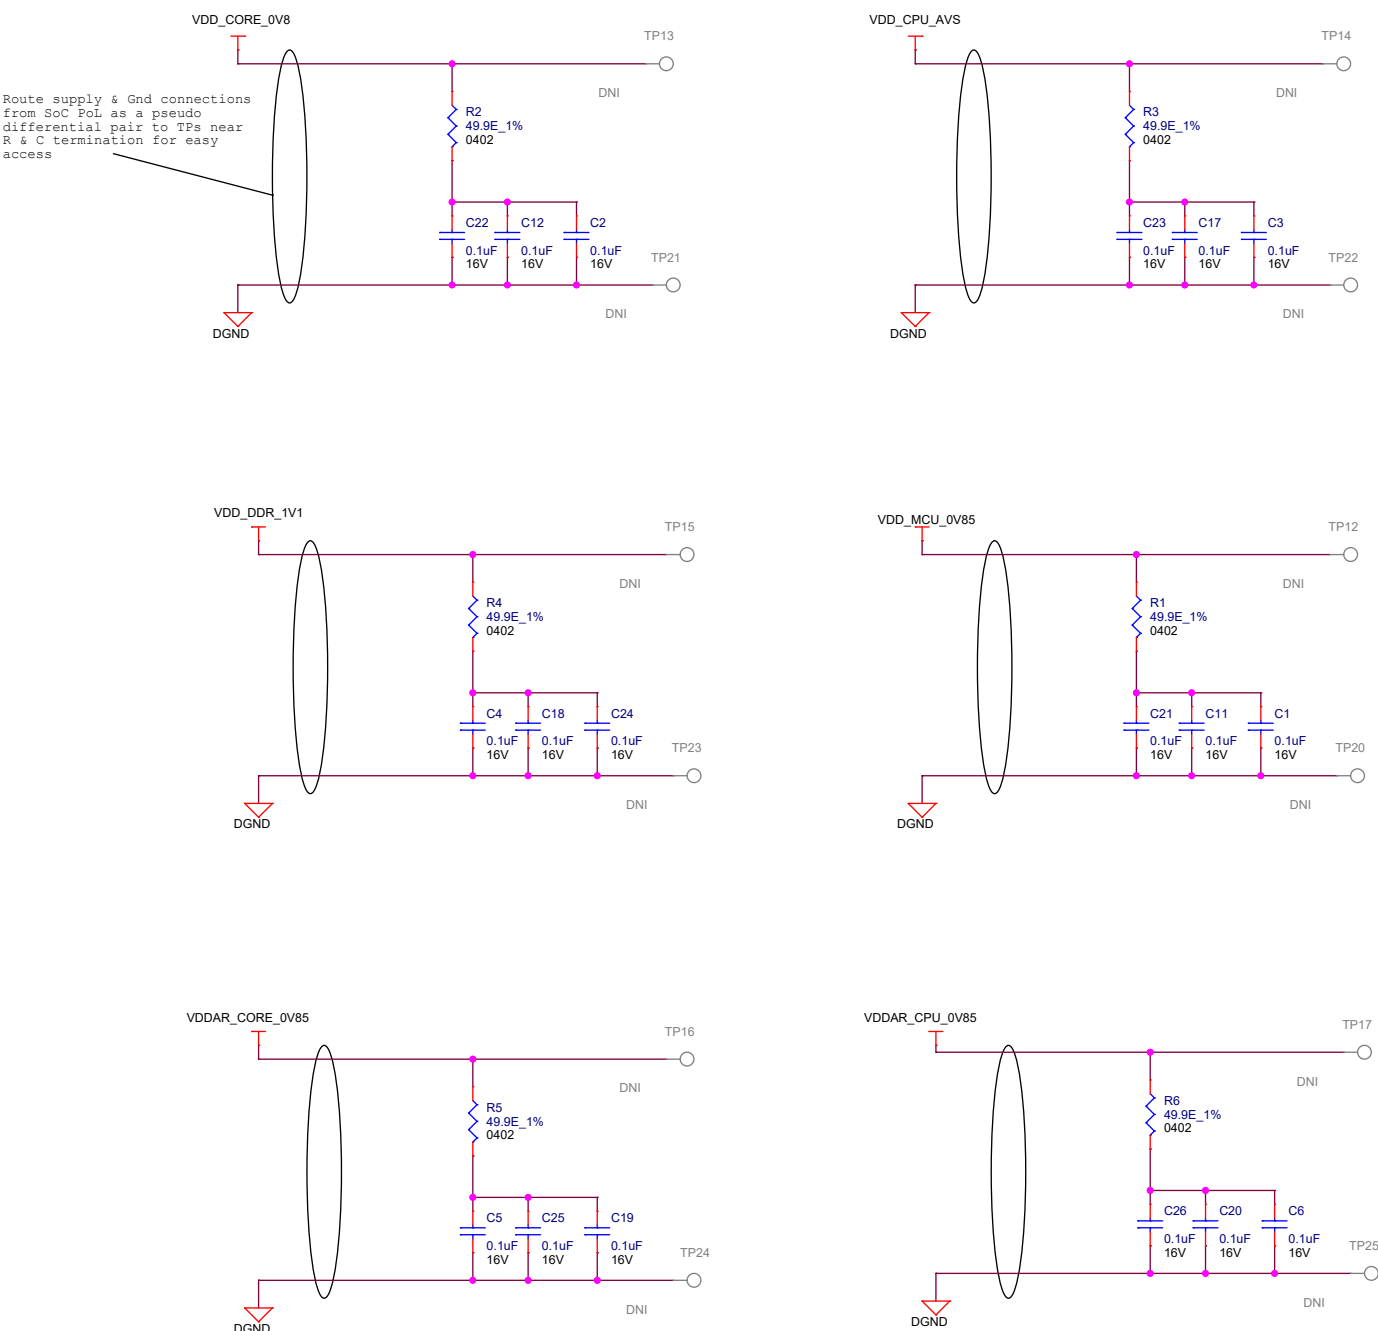 VDD_CORE_0V8
TP13
DNI
Route supply & Gnd connections
from SoC PoL as a pseudo
differential pair to TPs near
R & C termination for easy
access
R2
49.9E_1%
0402
C22
0.1uF
16V
C12
0.1uF
16V
C2
0.1uF
16V
TP21
DNI
DGND
VDD_CPU_AVS
TP14
DNI
R3
49.9E_1%
0402
C23
0.1uF
16V
C17
0.1uF
16V
C3
0.1uF
16V
TP22
DNI
DGND
VDD_DDR_1V1
TP15
DNI
R4
49.9E_1%
0402
C4
0.1uF
16V
C18
0.1uF
16V
C24
0.1uF
16V
TP23
DNI
DGND
VDD_MCU_0V85
TP12
DNI
R1
49.9E_1%
0402
C21
0.1uF
16V
C11
0.1uF
16V
C1
0.1uF
16V
TP20
DNI
DGND
VDDAR_CORE_0V85
TP16
DNI
R5
49.9E_1%
0402
C5
0.1uF
16V
C25
0.1uF
16V
C19
0.1uF
16V
TP24
DNI
DGND
VDDAR_CPU_0V85
TP17
DNI
R6
49.9E_1%
0402
C26
0.1uF
16V
C20
0.1uF
16V
C6
0.1uF
16V
TP25
DNI
DGND